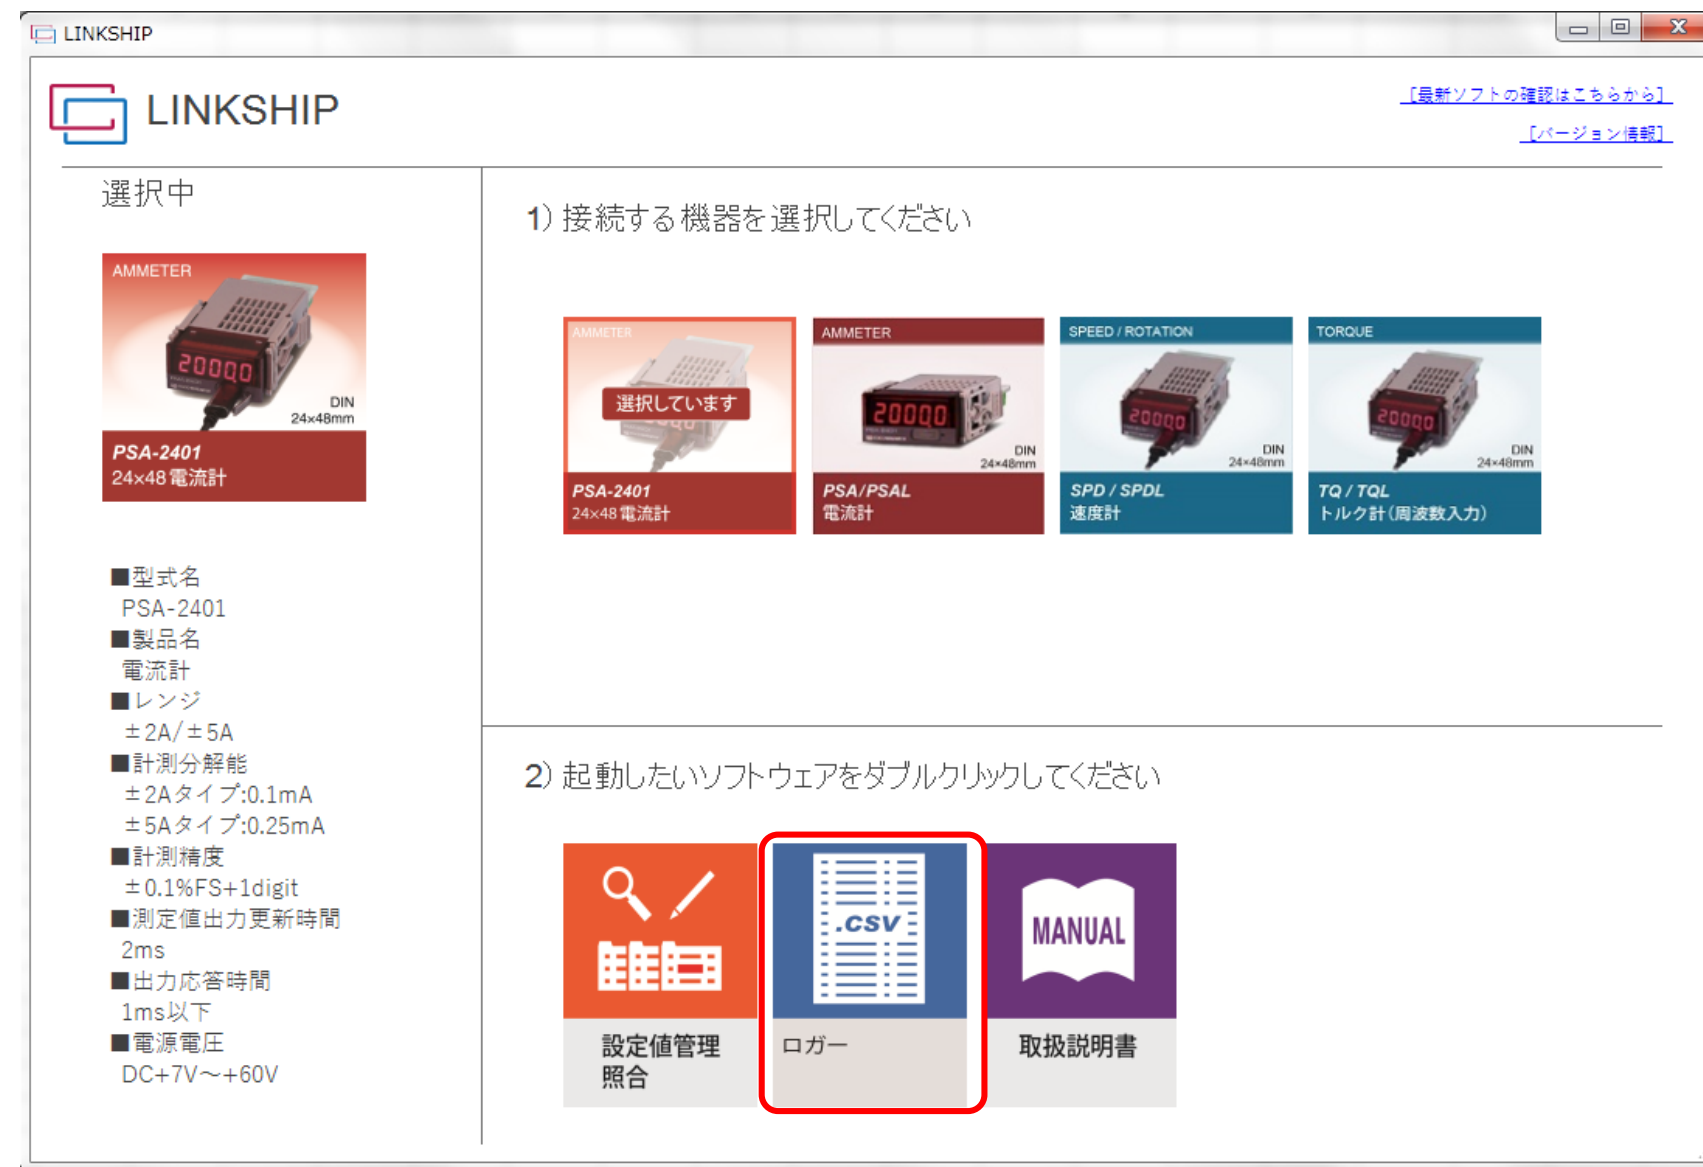 LINKSHIP
LINKSHIP
[最新ソフトの確認はこちらから]
[バージョン情報]
選択中
AMMETER
20000
DIN
24×48mm
PSA-2401
24×48 電流計
■型式名
PSA-2401
■製品名
電流計
■レンジ
±2A/±5A
■計測分解能
±2Aタイプ:0.1mA
±5Aタイプ:0.25mA
■計測精度
±0.1%FS+1digit
■測定値出力更新時間
2ms
■出力応答時間
1ms以下
■電源電圧
DC+7V～+60V
1) 接続する機器を選択してください
AMMETER
選択しています
PSA-2401
24×48 電流計
AMMETER
20000
DIN
24×48mm
PSA/PSAL
電流計
SPEED / ROTATION
20000
DIN
24×48mm
SPD / SPDL
速度計
TORQUE
20000
DIN
24×48mm
TQ / TQL
トルク計（周波数入力）
2) 起動したいソフトウェアをダブルクリックしてください
設定値管理
照合
.csv
ロガー
MANUAL
取扱説明書